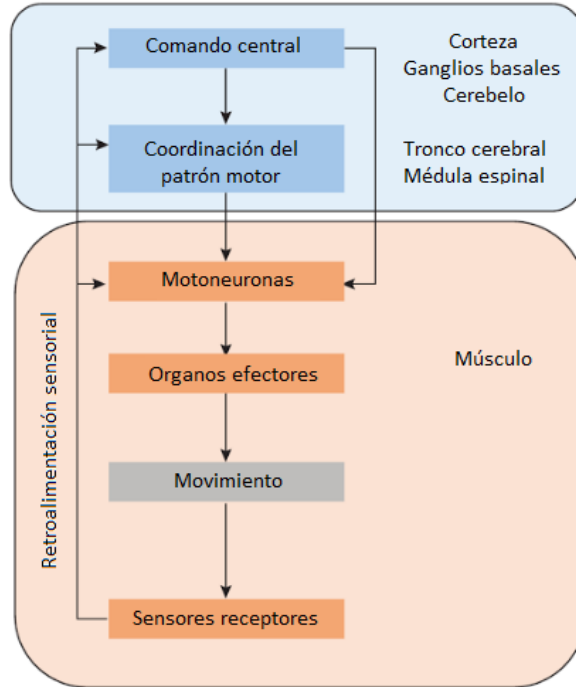 Comando central
Corteza
Ganglios basales
Cerebelo
Coordinación del
patrón motor
Tronco cerebral
Médula espinal
Motoneuronas
Organos efectores
Músculo
Movimiento
Sensores receptores
Retroalimentación sensorial